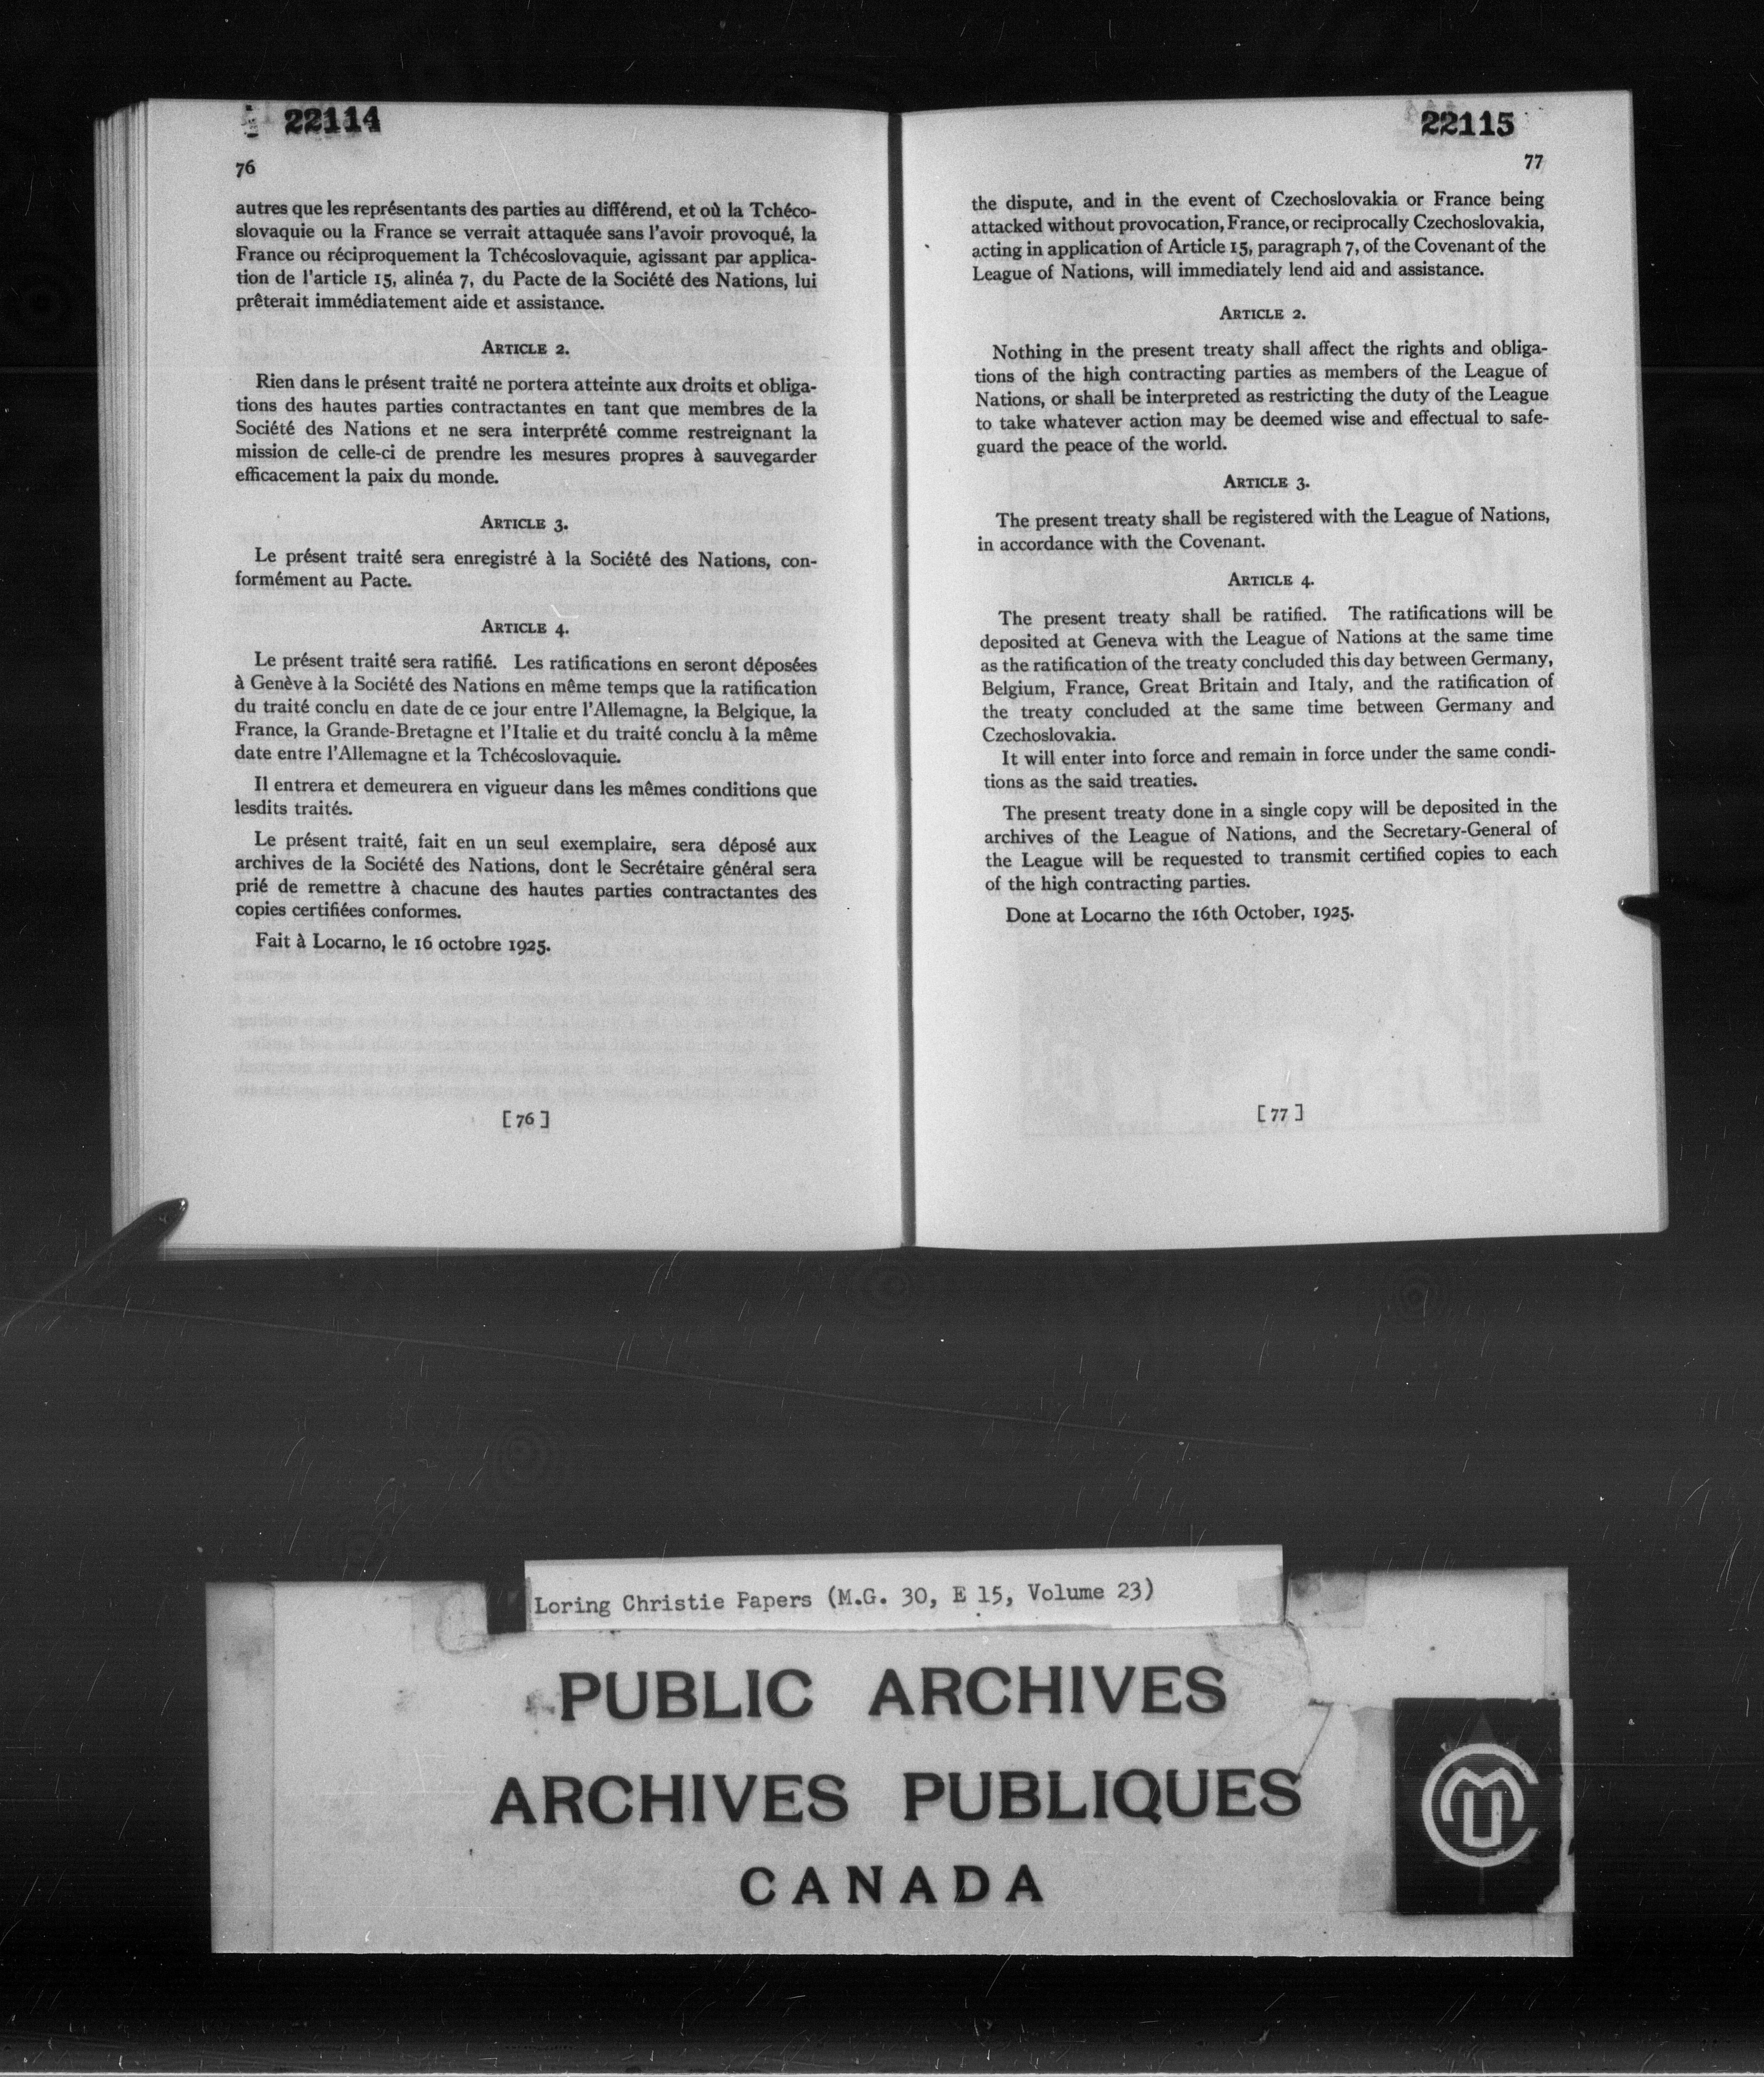 22114
76
autres que les représentants des parties au différend, et où la Tchéco-
slovaquie ou la France se verrait attaquée sans l'avoir provoqué, la
France ou réciproquement la Tchécoslovaquie, agissant par applica-
tion de l'article 15, alinéa 7, du Pacte de la Société des Nations, lui
prêterait immédiatement aide et assistance.
ARTICLE 2.
Rien dans le présent traité ne portera atteinte aux droits et obliga-
tions des hautes parties contractantes en tant que membres de la
Société des Nations et ne sera interprété comme restreignant la
mission de celle-ci de prendre les mesures propres à sauvegarder
efficacement la paix du monde.
ARTICLE 3.
Le présent traité sera enregistré à la Société des Nations, con-
formément au Pacte.
ARTICLE 4.
Le présent traité sera ratifié. Les ratifications en seront déposées
à Genève à la Société des Nations en même temps que la ratification
du traité conclu en date de ce jour entre l'Allemagne, la Belgique, la
France, la Grande-Bretagne et l'Italie et du traité conclu à la même
date entre l'Allemagne et la Tchécoslovaquie.
Il entrera et demeurera en vigueur dans les mêmes conditions que
lesdits traités.
Le présent traité, fait en un seul exemplaire, sera déposé aux
archives de la Société des Nations, dont le Secrétaire général sera
prié de remettre à chacune des hautes parties contractantes des
copies certifiées conformes.
Fait à Locarno, le 16 octobre 1925.
[ 76 ]
22115
77
the dispute, and in the event of Czechoslovakia or France being
attacked without provocation, France, or reciprocally Czechoslovakia,
acting in application of Article 15, paragraph 7, of the Covenant of the
League of Nations, will immediately lend aid and assistance.
ARTICLE 2.
Nothing in the present treaty shall affect the rights and obliga-
tions of the high contracting parties as members of the League of
Nations, or shall be interpreted as restricting the duty of the League
to take whatever action may be deemed wise and effectual to safe-
guard the peace of the world.
ARTICLE 3.
The present treaty shall be registered with the League of Nations,
in accordance with the Covenant.
ARTICLE 4.
The present treaty shall be ratified. The ratifications will be
deposited at Geneva with the League of Nations at the same time
as the ratification of the treaty concluded this day between Germany,
Belgium, France, Great Britain and Italy, and the ratification of
the treaty concluded at the same time between Germany and
Czechoslovakia.
It will enter into force and remain in force under the same condi-
tions as the said treaties.
The present treaty done in a single copy will be deposited in the
archives of the League of Nations, and the Secretary-General of
the League will be requested to transmit certified copies to each
of the high contracting parties.
Done at Locarno the 16th October, 1925.
[ 77 ]
Loring Christie Papers (M.G. 30, E 15, Volume 23)
PUBLIC ARCHIVES
ARCHIVES PUBLIQUES
CANADA